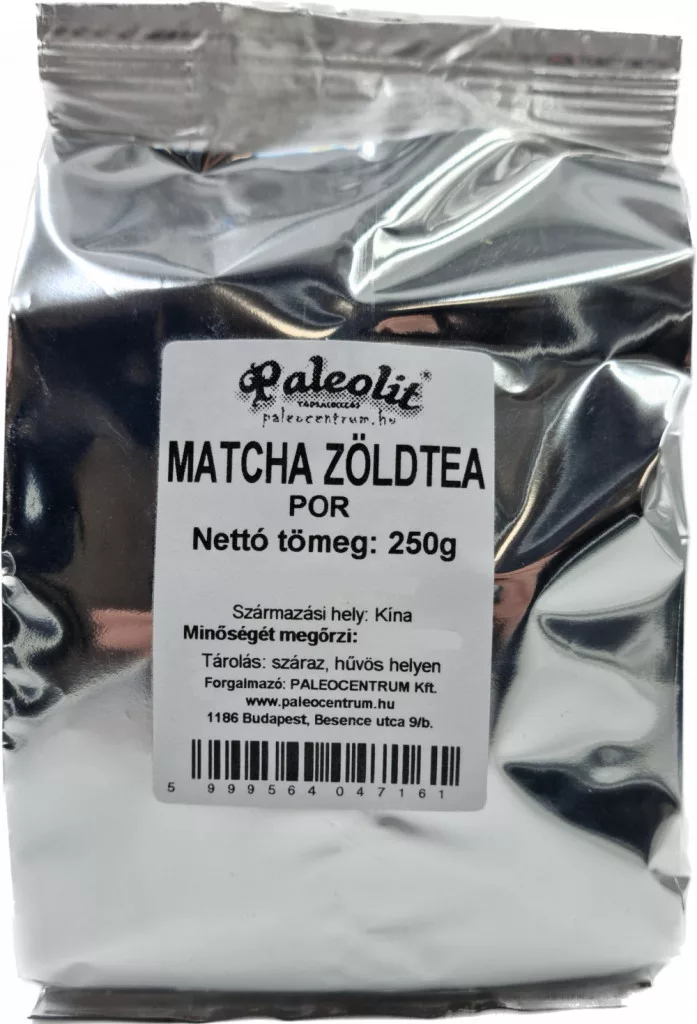 Paleolit®
TÁPLÁLKOZÁS
paleocentrum.hu
MATCHA ZÖLDTEA
POR
Nettó tömeg: 250g
Származási hely: Kína
Minőségét megőrzi:
Tárolás: száraz, hűvös helyen
Forgalmazó: PALEOCENTRUM Kft.
www.paleocentrum.hu
1186 Budapest, Besence utca 9/b.
5 999564 047161